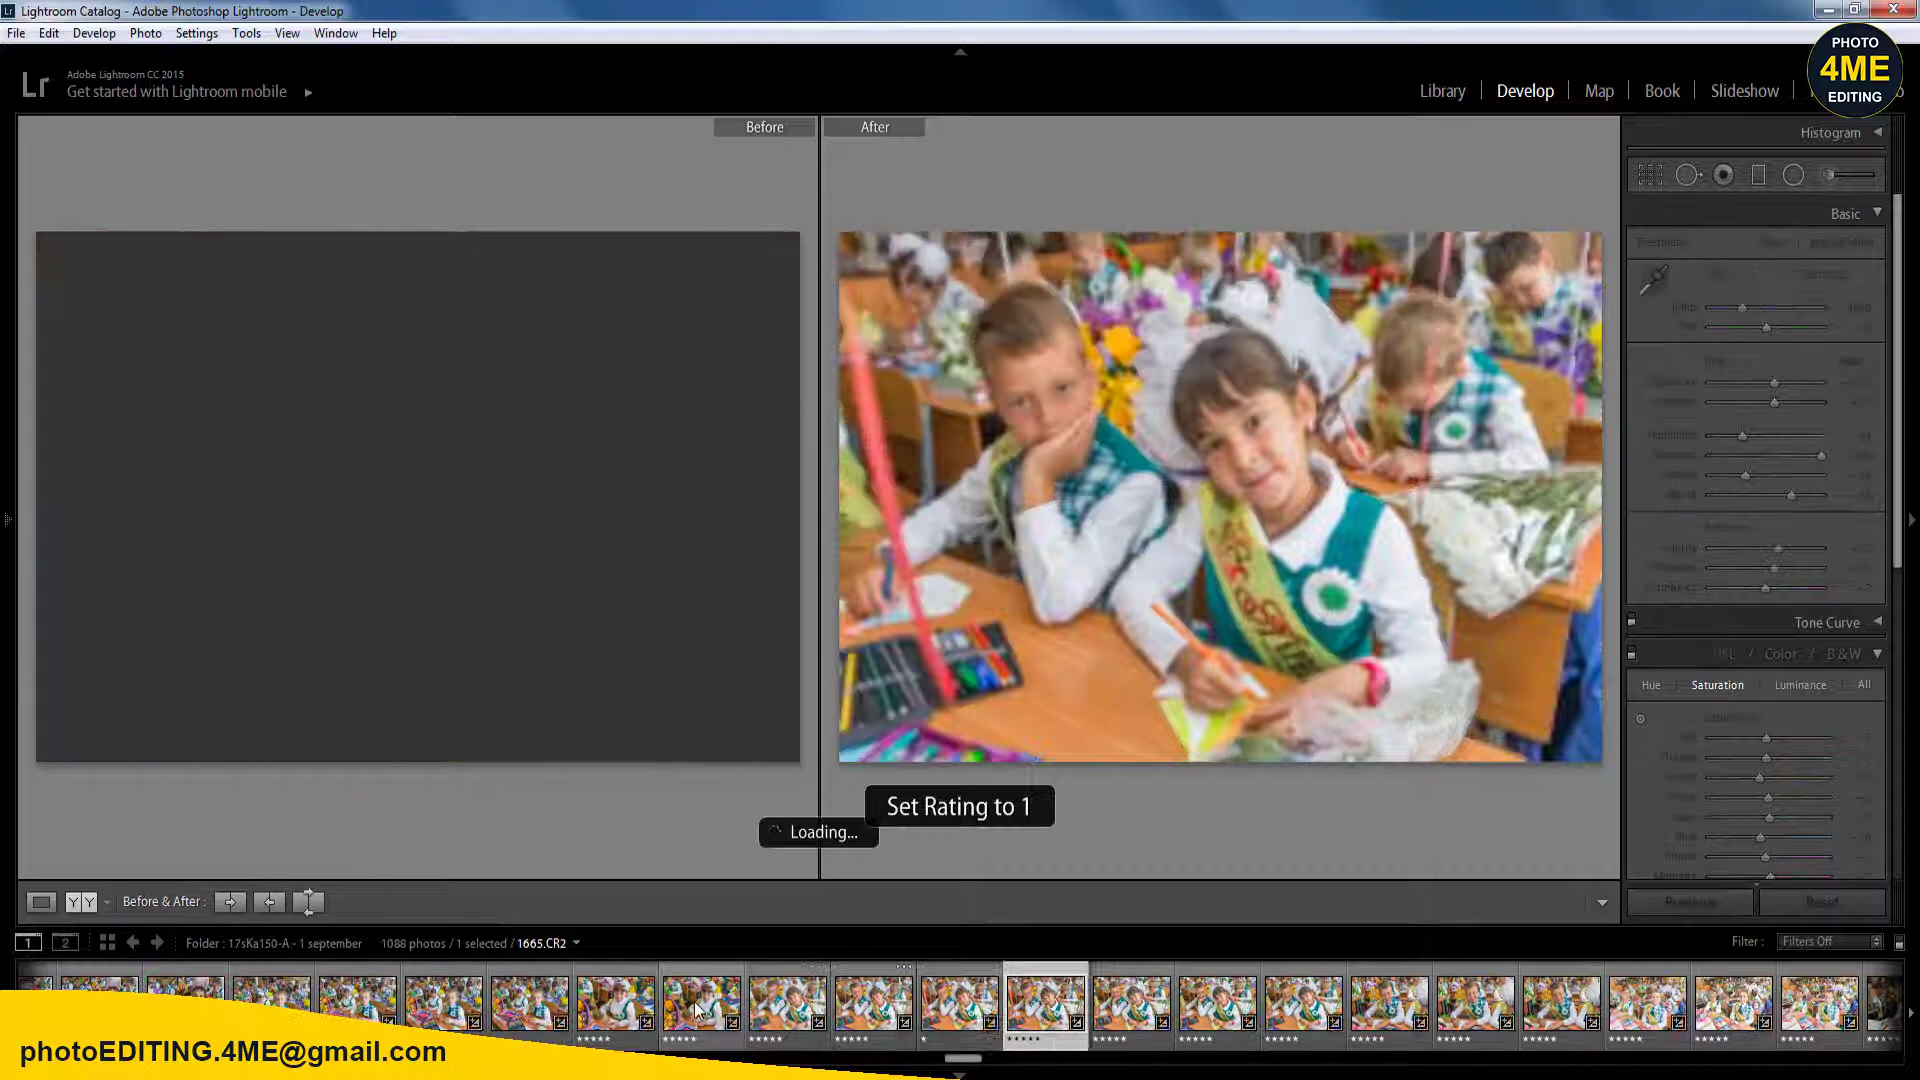 Lightroom Catalog - Adobe Photoshop Lightroom - Develop
File Edit Develop Photo Settings Tools View Window Help
PHOTO
4ME
EDITING
Lr
Adobe Lightroom CC 2015
Get started with Lightroom mobile
Library Develop Map Book Slideshow
Before After
Histogram
Basic
Tone Curve
/ Color / B & W
Hue Saturation Luminance All
Set Rating to 1
Loading...
Y Y Before & After :
1 2 Folder : 17sKa150-A - 1 september 1088 photos / 1 selected / 1665.CR2
Filter : Filters Off
photoEDITING.4ME@gmail.com